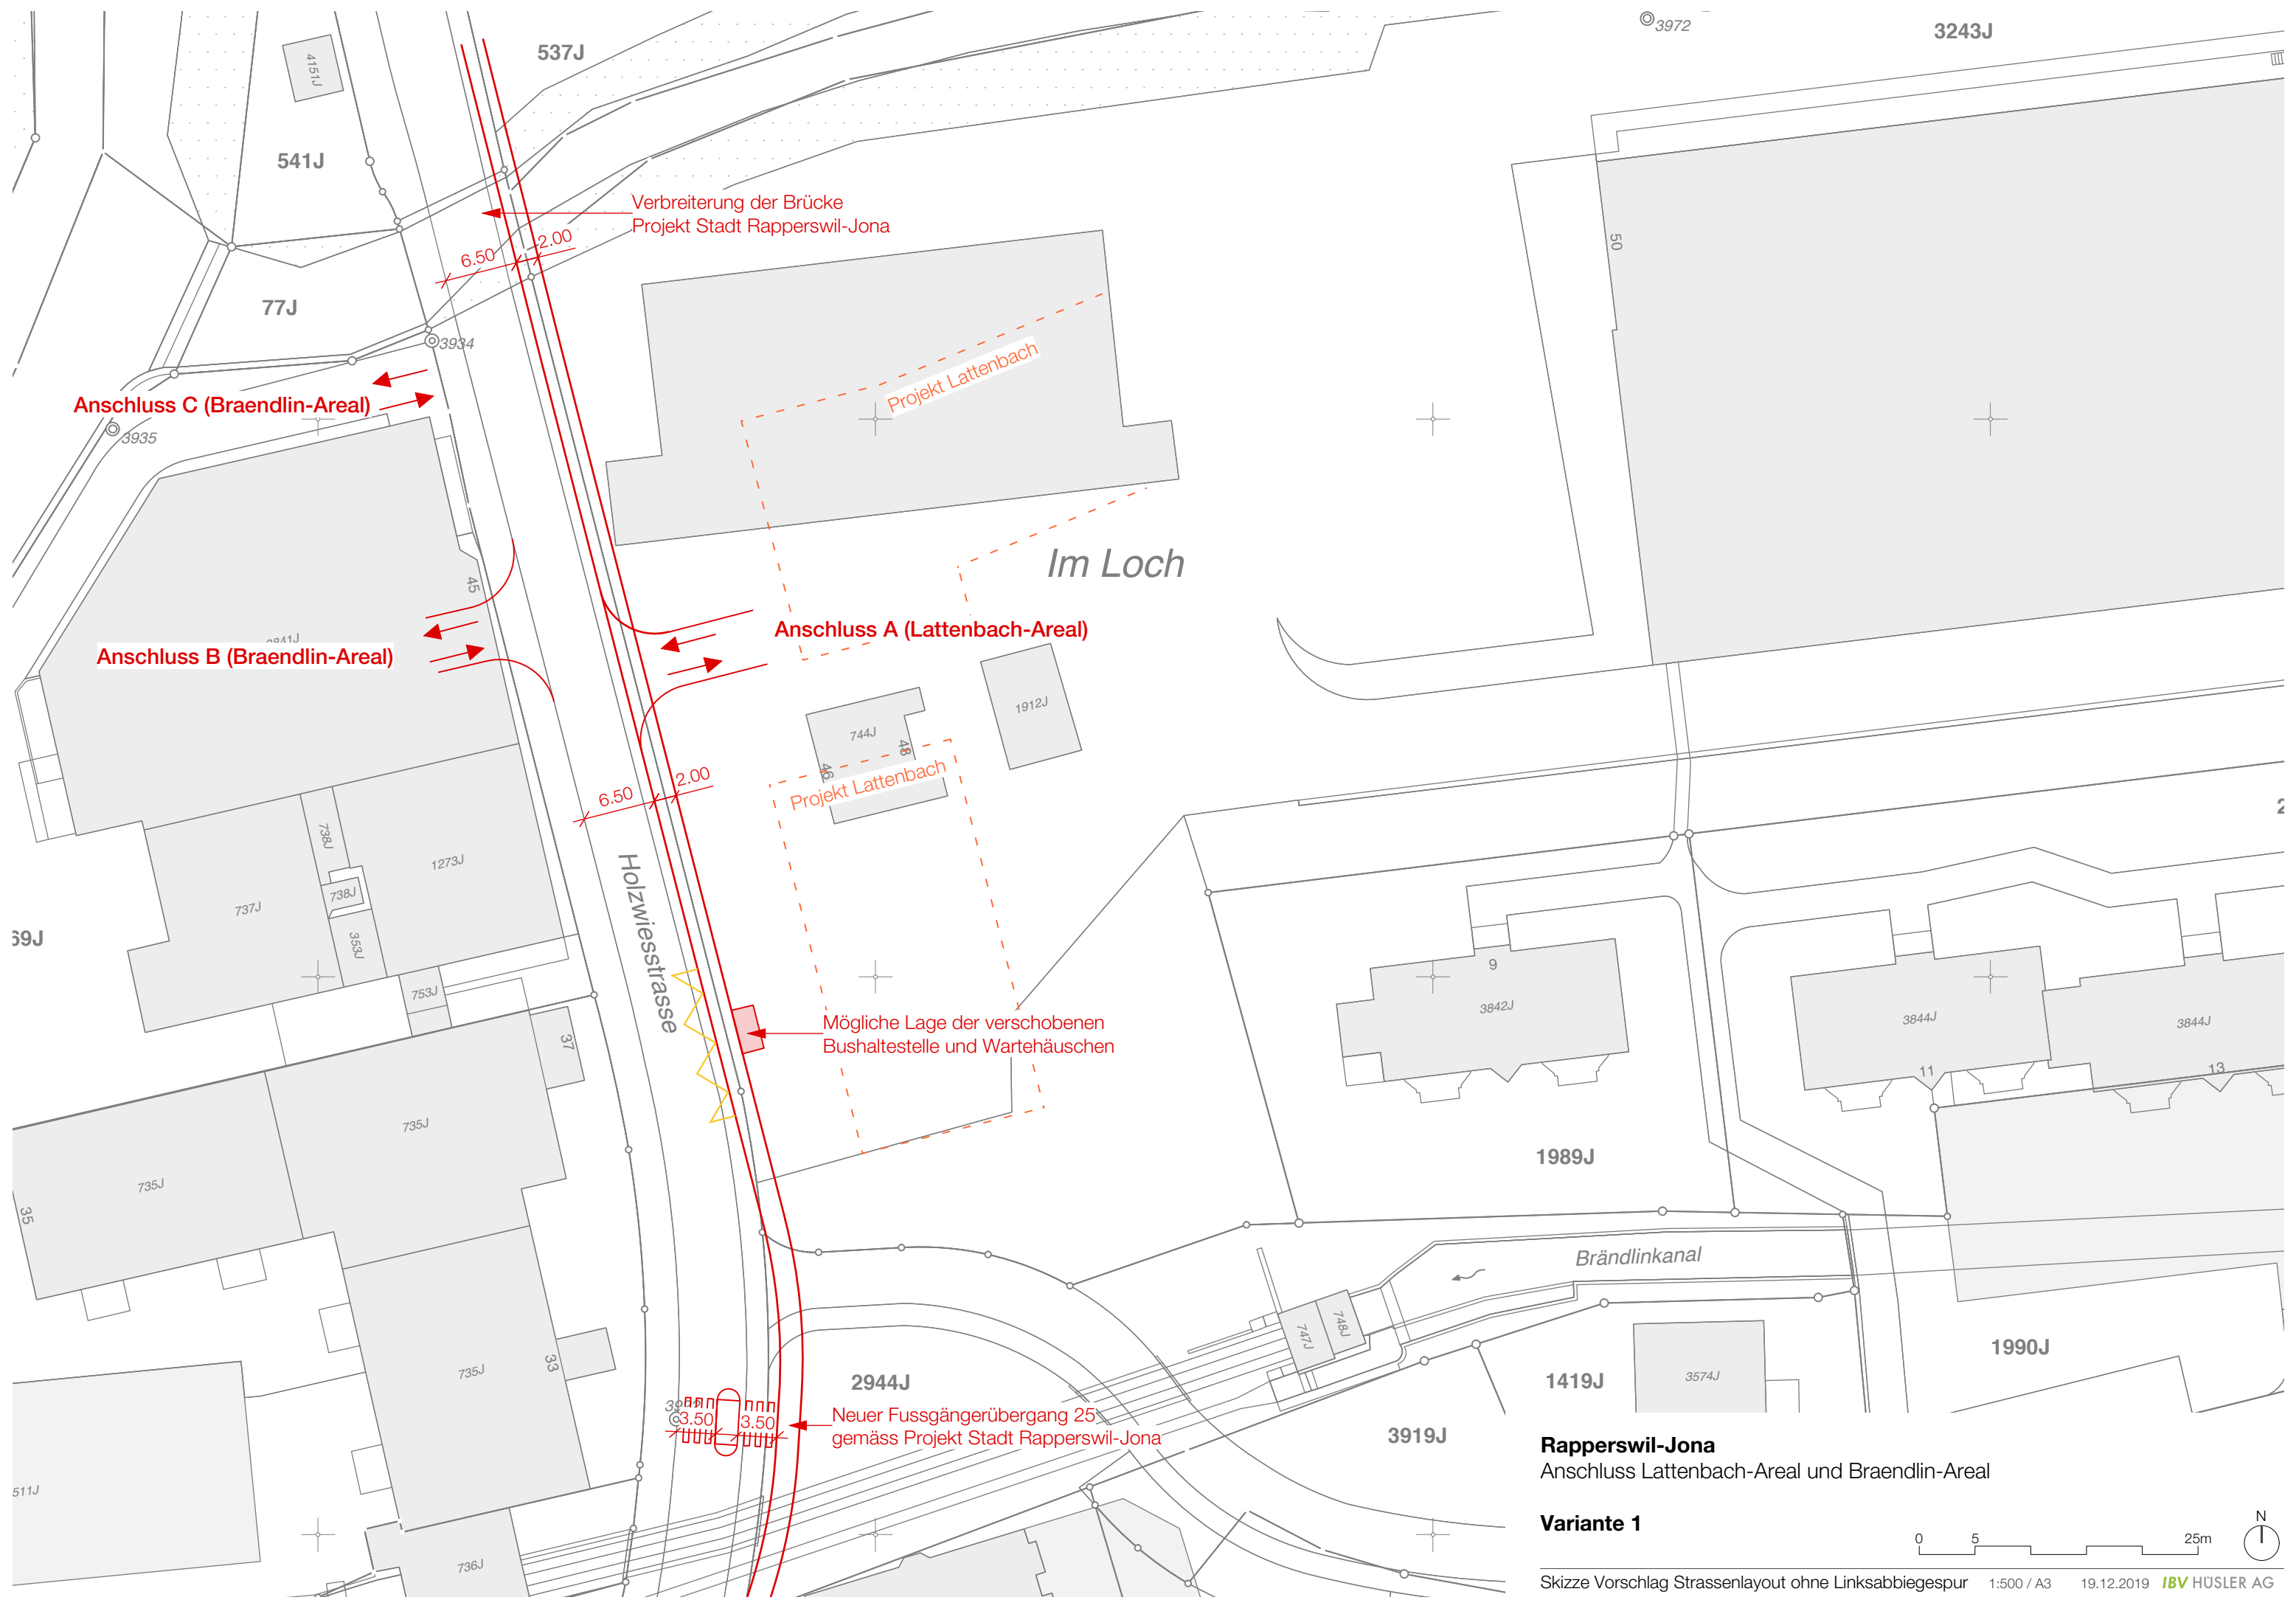 537J
3972
3243J
4151J
541J
Verbreiterung der Brücke
Projekt Stadt Rapperswil-Jona
6.50
2.00
50
77J
3934
Projekt Lattenbach
Anschluss C (Braendlin-Areal)
3935
Im Loch
45
Anschluss A (Lattenbach-Areal)
Anschluss B (Braendlin-Areal)
1912J
744J
48
46
Projekt Lattenbach
6.50
2.00
738J
1273J
738J
737J
353J
69J
Holzwiesstrasse
753J
9
3842J
3844J
3844J
11
13
37
Mögliche Lage der verschobenen
Bushaltestelle und Wartehäuschen
735J
735J
35
1989J
Brändlinkanal
747J
748J
33
735J
2944J
3.50
3.50
Neuer Fussgängerübergang 25
gemäss Projekt Stadt Rapperswil-Jona
3919J
1419J
3574J
1990J
511J
736J
Rapperswil-Jona
Anschluss Lattenbach-Areal und Braendlin-Areal
Variante 1
0 5 25m
N
Skizze Vorschlag Strassenlayout ohne Linksabbiegespur 1:500 / A3 19.12.2019 IBV HÜSLER AG